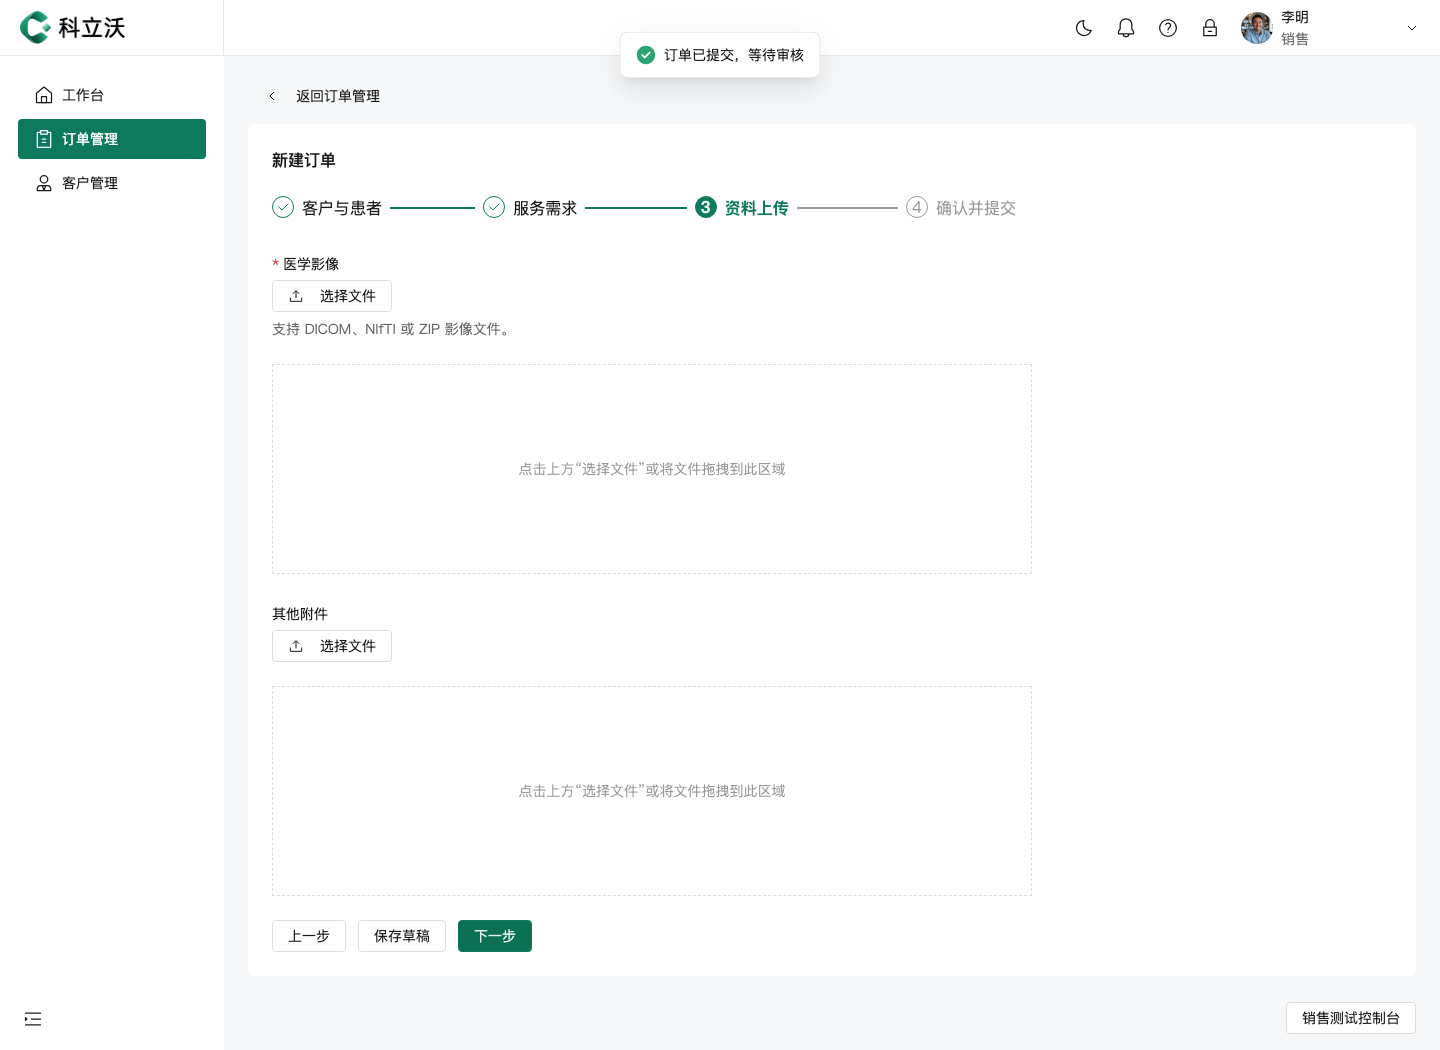 科立沃
李明
销售
订单已提交，等待审核
工作台
订单管理
客户管理
返回订单管理
新建订单
客户与患者
服务需求
3 资料上传
4 确认并提交
* 医学影像
选择文件
支持 DICOM、NIfTI 或 ZIP 影像文件。
点击上方“选择文件”或将文件拖拽到此区域
其他附件
选择文件
点击上方“选择文件”或将文件拖拽到此区域
上一步
保存草稿
下一步
销售测试控制台